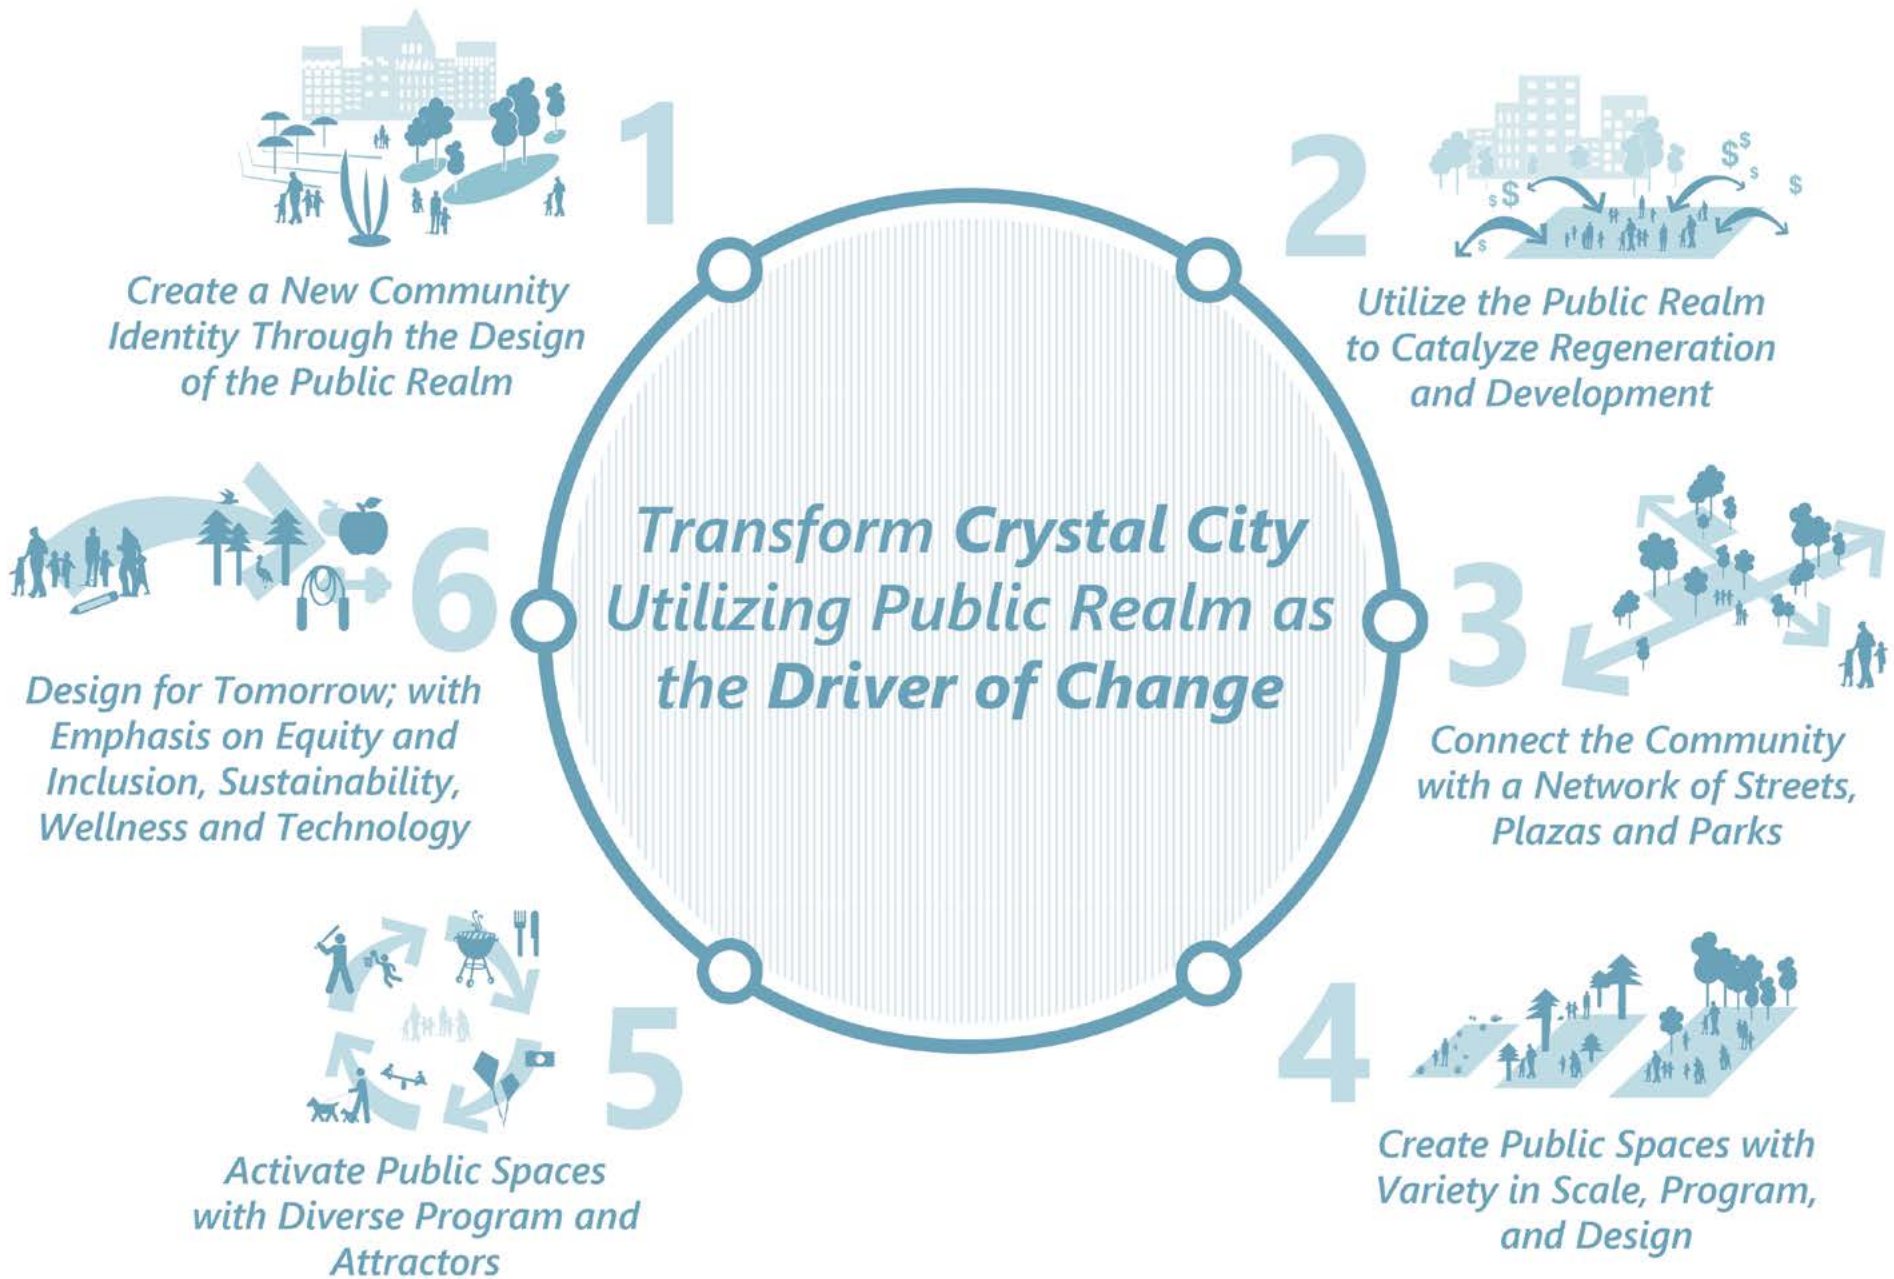 Transform Crystal City
Utilizing Public Realm as
the Driver of Change
1
Create a New Community
Identity Through the Design
of the Public Realm
2
$
$
$
$
$
$
$
Utilize the Public Realm
to Catalyze Regeneration
and Development
3
Connect the Community
with a Network of Streets,
Plazas and Parks
4
Create Public Spaces with
Variety in Scale, Program,
and Design
5
Activate Public Spaces
with Diverse Program and
Attractors
6
Design for Tomorrow; with
Emphasis on Equity and
Inclusion, Sustainability,
Wellness and Technology